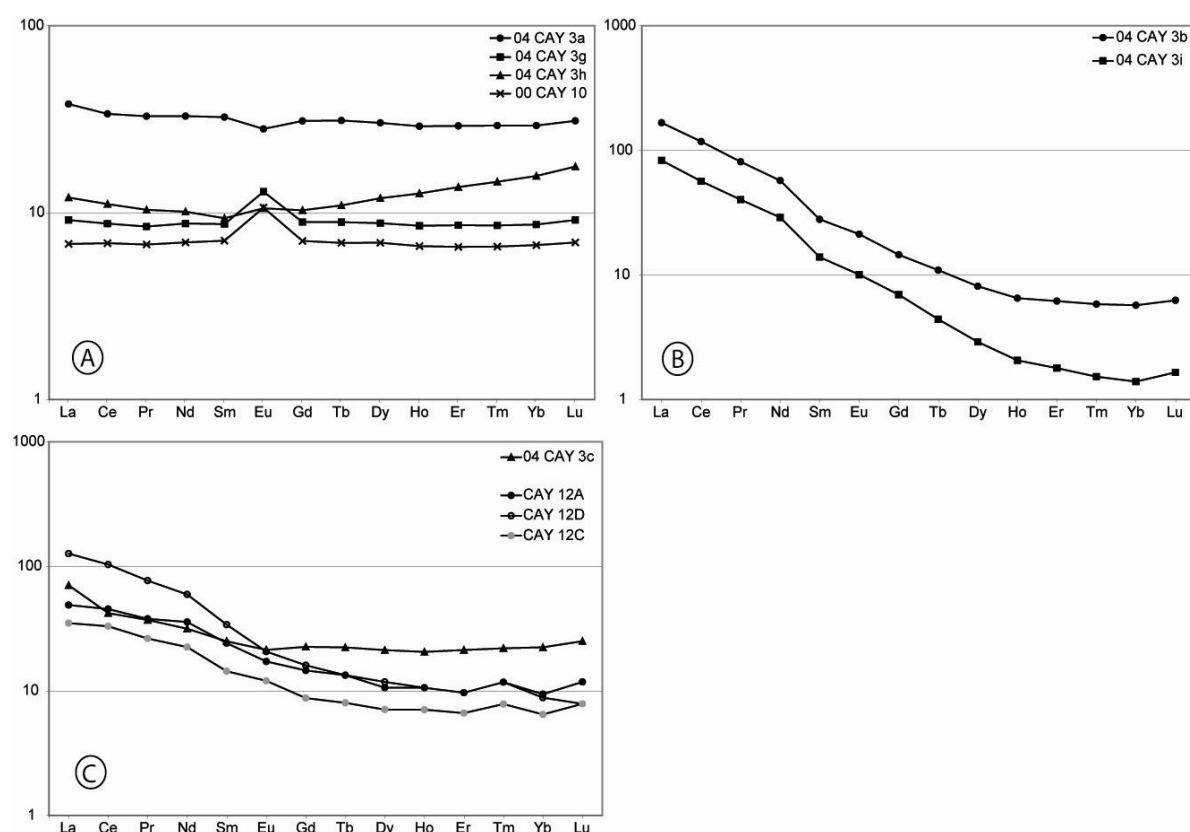 100
10
1
04 CAY 3a
04 CAY 3g
04 CAY 3h
00 CAY 10
A
La Ce Pr Nd Sm Eu Gd Tb Dy Ho Er Tm Yb Lu
1000
100
10
1
04 CAY 3b
04 CAY 3i
B
La Ce Pr Nd Sm Eu Gd Tb Dy Ho Er Tm Yb Lu
1000
100
10
1
04 CAY 3c
CAY 12A
CAY 12D
CAY 12C
C
La Ce Pr Nd Sm Eu Gd Tb Dy Ho Er Tm Yb Lu